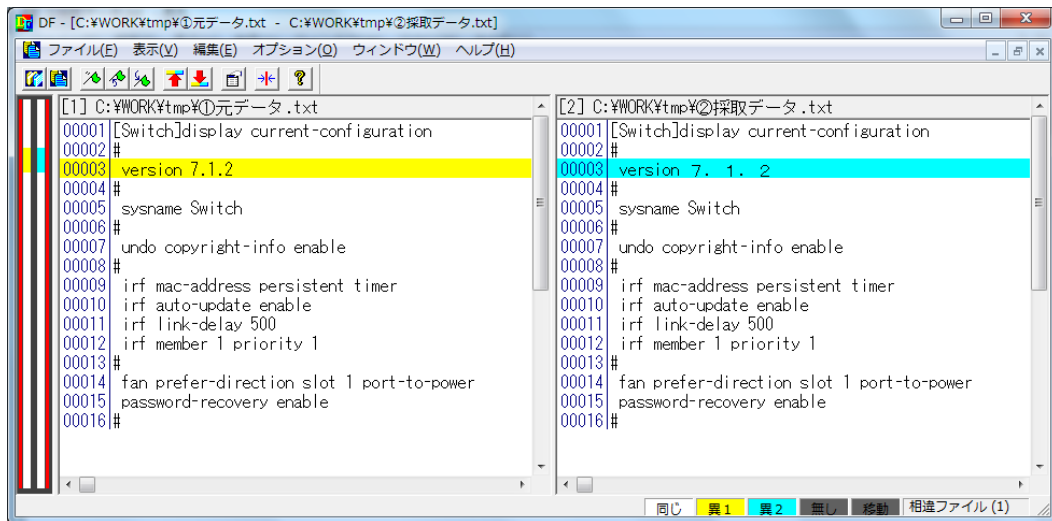 DF - [C:¥WORK¥tmp¥①元データ.txt - C:¥WORK¥tmp¥②採取データ.txt]
ファイル(F) 表示(V) 編集(E) オプション(O) ウィンドウ(W) ヘルプ(H)
[1] C:¥WORK¥tmp¥①元データ.txt
00001 [Switch]display current-configuration
00002 #
00003 version 7.1.2
00004 #
00005 sysname Switch
00006 #
00007 undo copyright-info enable
00008 #
00009 irf mac-address persistent timer
00010 irf auto-update enable
00011 irf link-delay 500
00012 irf member 1 priority 1
00013 #
00014 fan prefer-direction slot 1 port-to-power
00015 password-recovery enable
00016 #
[2] C:¥WORK¥tmp¥②採取データ.txt
00001 [Switch]display current-configuration
00002 #
00003 version ７．１．２
00004 #
00005 sysname Switch
00006 #
00007 undo copyright-info enable
00008 #
00009 irf mac-address persistent timer
00010 irf auto-update enable
00011 irf link-delay 500
00012 irf member 1 priority 1
00013 #
00014 fan prefer-direction slot 1 port-to-power
00015 password-recovery enable
00016 #
同じ 異1 異2 無し 移動 相違ファイル (1)